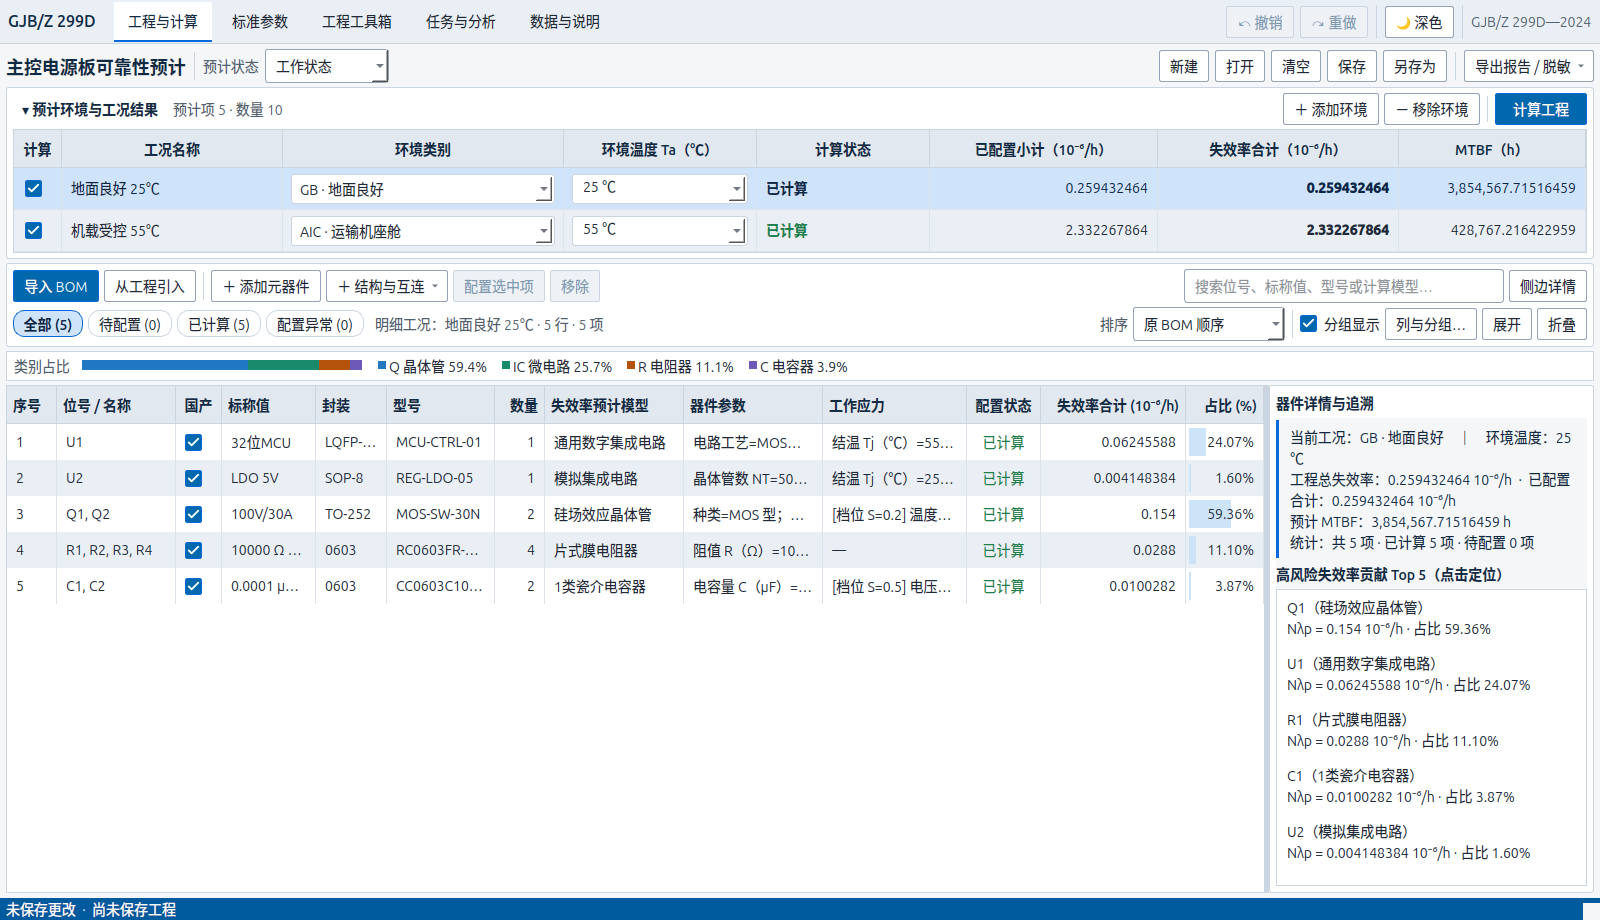 GJB/Z 299D 工程与计算 标准参数 工程工具箱 任务与分析 数据与说明 撤销 重做 深色 GJB/Z 299D—2024
主控电源板可靠性预计 预计状态 工作状态 新建 打开 清空 保存 另存为 导出报告 / 脱敏
预计环境与工况结果 预计项 5 · 数量 10 ＋ 添加环境 － 移除环境 计算工程
计算 工况名称 环境类别 环境温度 Ta（℃） 计算状态 已配置小计（10⁻⁶/h） 失效率合计（10⁻⁶/h） MTBF（h）
地面良好 25℃ GB · 地面良好 25 ℃ 已计算 0.259432464 0.259432464 3,854,567.71516459
机载受控 55℃ AIC · 运输机座舱 55 ℃ 已计算 2.332267864 2.332267864 428,767.216422959
导入 BOM 从工程引入 ＋ 添加元器件 ＋ 结构与互连 配置选中项 移除 搜索位号、标称值、型号或计算模型… 侧边详情
全部 (5) 待配置 (0) 已计算 (5) 配置异常 (0) 明细工况：地面良好 25℃ · 5 行 · 5 项 排序 原 BOM 顺序 分组显示 列与分组… 展开 折叠
类别占比 Q 晶体管 59.4% IC 微电路 25.7% R 电阻器 11.1% C 电容器 3.9%
序号 位号 / 名称 国产 标称值 封装 型号 数量 失效率预计模型 器件参数 工作应力 配置状态 失效率合计 (10⁻⁶/h) 占比 (%)
1 U1 32位MCU LQFP-… MCU-CTRL-01 1 通用数字集成电路 电路工艺=MOS… 结温 Tj（℃）=55… 已计算 0.06245588 24.07%
2 U2 LDO 5V SOP-8 REG-LDO-05 1 模拟集成电路 晶体管数 NT=50… 结温 Tj（℃）=25… 已计算 0.004148384 1.60%
3 Q1, Q2 100V/30A TO-252 MOS-SW-30N 2 硅场效应晶体管 种类=MOS 型；… [档位 S=0.2] 温度… 已计算 0.154 59.36%
4 R1, R2, R3, R4 10000 Ω … 0603 RC0603FR-… 4 片式膜电阻器 阻值 R（Ω）=10… — 已计算 0.0288 11.10%
5 C1, C2 0.0001 µ… 0603 CC0603C10… 2 1类瓷介电容器 电容量 C（µF）=… [档位 S=0.5] 电压… 已计算 0.0100282 3.87%
器件详情与追溯
当前工况：GB · 地面良好 ｜ 环境温度：25
℃
工程总失效率：0.259432464 10⁻⁶/h · 已配置
合计：0.259432464 10⁻⁶/h
预计 MTBF：3,854,567.71516459 h
统计：共 5 项 · 已计算 5 项 · 待配置 0 项
高风险失效率贡献 Top 5（点击定位）
Q1（硅场效应晶体管）
Nλp = 0.154 10⁻⁶/h · 占比 59.36%
U1（通用数字集成电路）
Nλp = 0.06245588 10⁻⁶/h · 占比 24.07%
R1（片式膜电阻器）
Nλp = 0.0288 10⁻⁶/h · 占比 11.10%
C1（1类瓷介电容器）
Nλp = 0.0100282 10⁻⁶/h · 占比 3.87%
U2（模拟集成电路）
Nλp = 0.004148384 10⁻⁶/h · 占比 1.60%
未保存更改 · 尚未保存工程